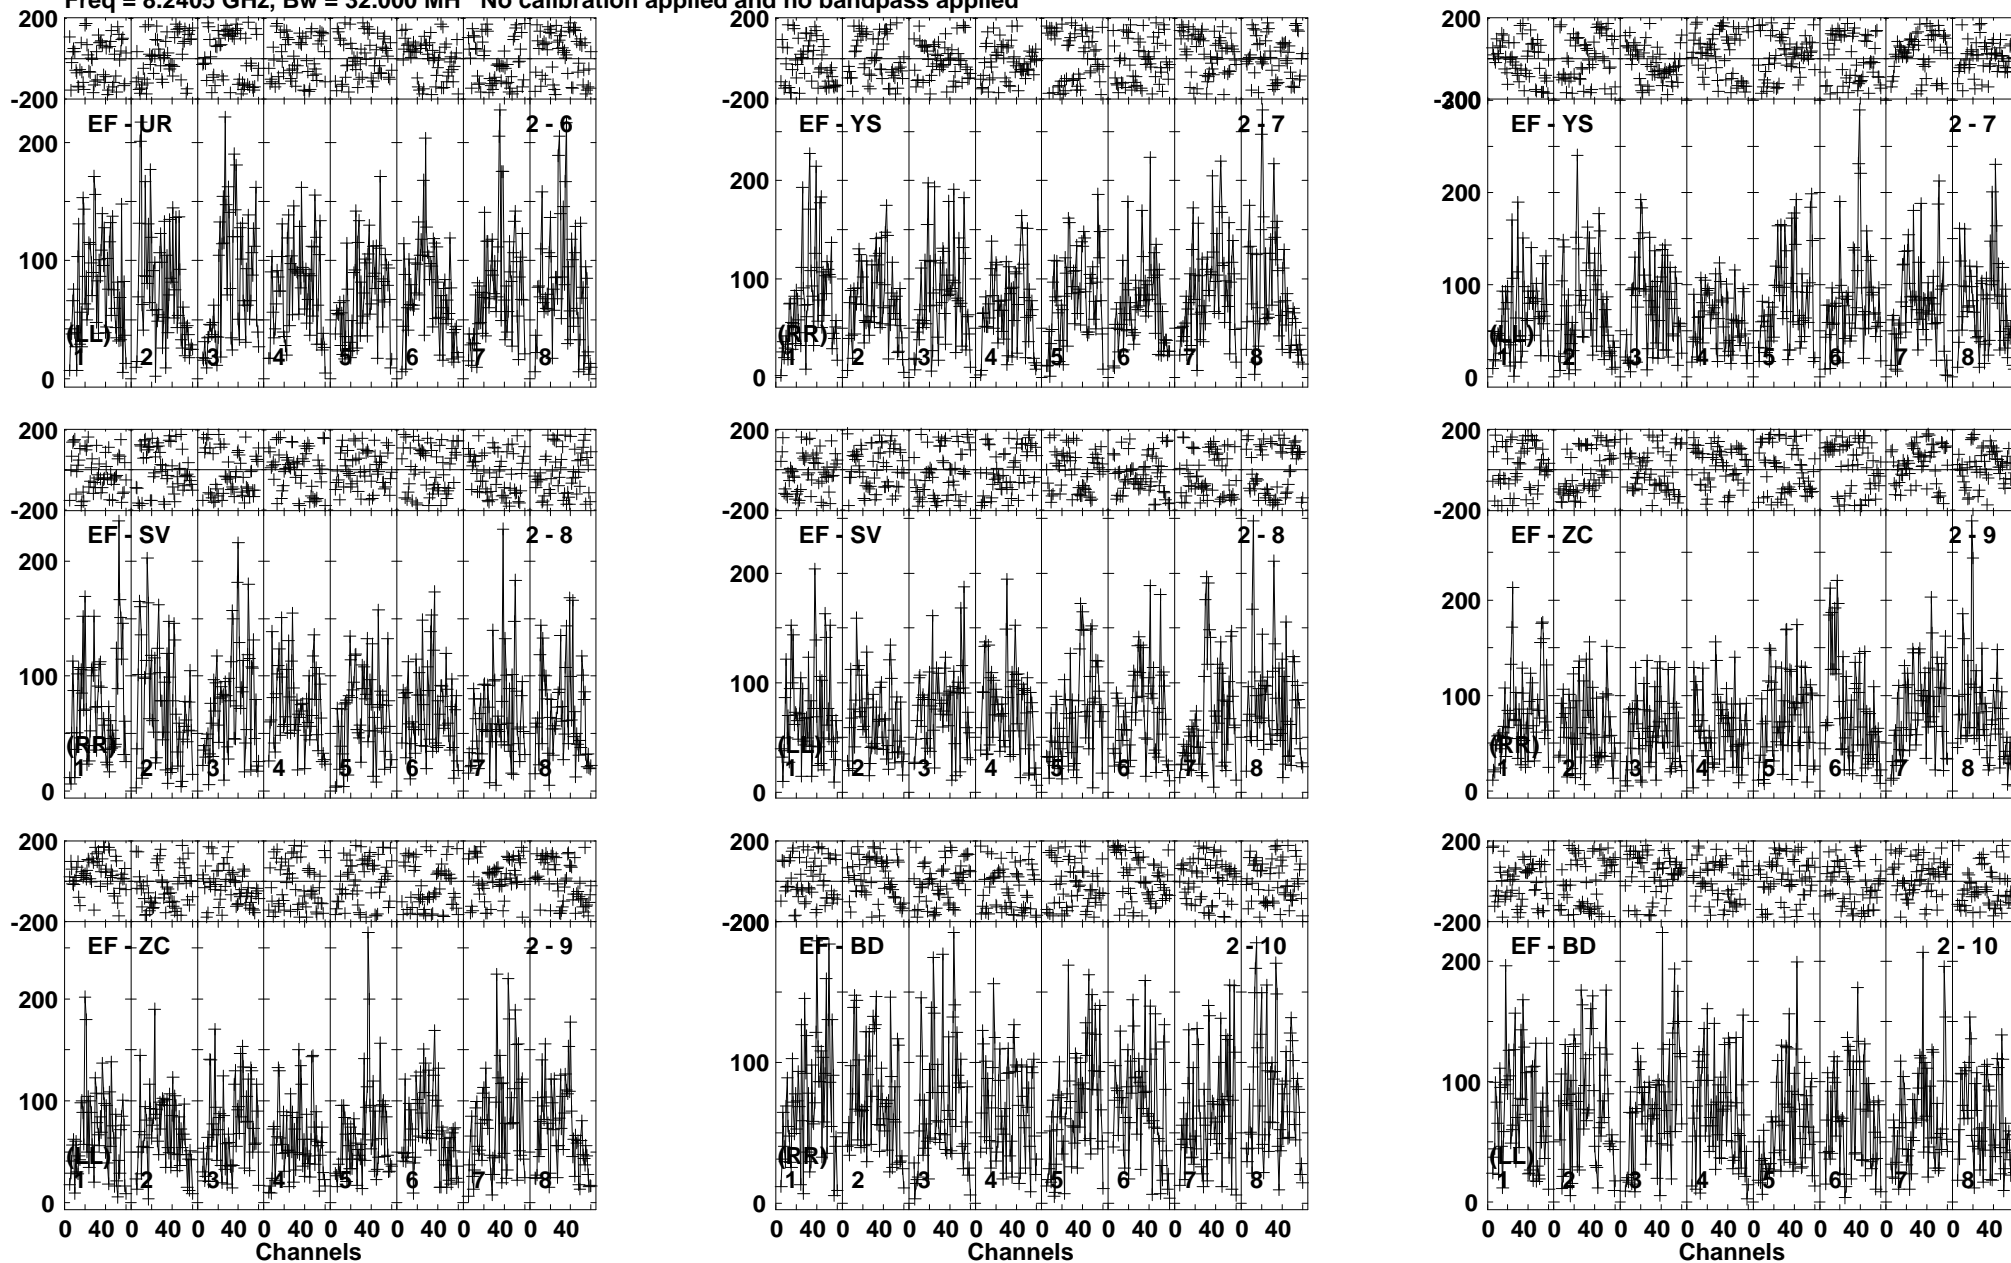 Freq = 8.2405 GHz, Bw = 32.000 MH No calibration applied and no bandpass applied
200 200 200
-200 -200 -200
300
EF - UR 2 - 6 EF - YS 2 - 7 EF - YS 2 - 7
200 200 200
100 100 100
(LL) (RR) (LL)
1 2 3 4 5 6 7 8 1 2 3 4 5 6 7 8 1 2 3 4 5 6 7 8
0 0 0
200 200 200
-200 -200 -200
EF - SV 2 - 8 EF - SV 2 - 8 EF - ZC 2 - 9
200 200 200
100 100 100
(RR) (LL) (RR)
1 2 3 4 5 6 7 8 1 2 3 4 5 6 7 8 1 2 3 4 5 6 7 8
0 0 0
200 200 200
-200 -200 -200
EF - ZC 2 - 9 EF - BD 2 - 10 EF - BD 2 - 10
200 200
100 100 100
(LL) (RR) (LL)
1 2 3 4 5 6 7 8 1 2 3 4 5 6 7 8 1 2 3 4 5 6 7 8
0 0 0
0 40 0 40 0 40 0 40 0 40 0 40 0 40 0 40 0 40 0 40 0 40 0 40 0 40 0 40 0 40 0 40 0 40 0 40 0 40 0 40 0 40 0 40 0 40 0 40
Channels Channels